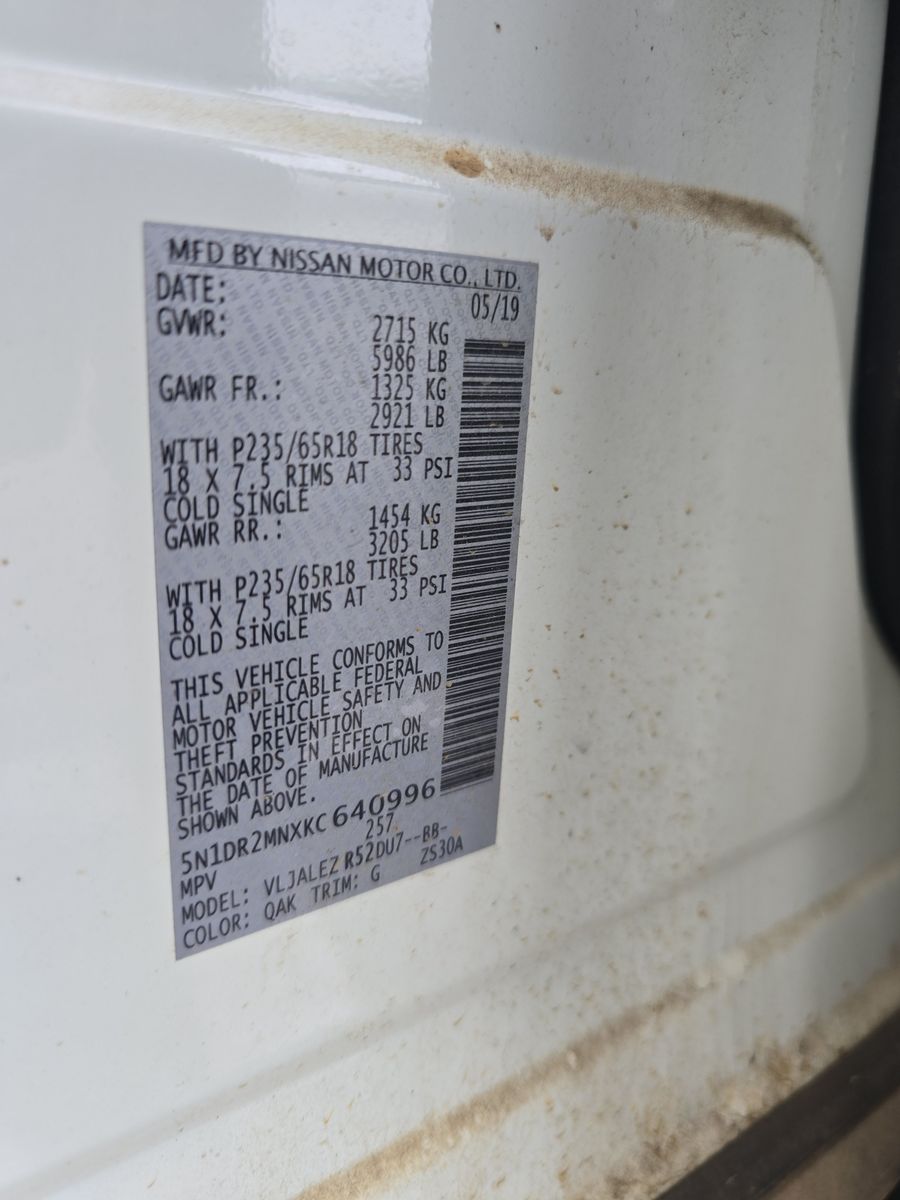 MFD BY NISSAN MOTOR CO., LTD.
DATE: 05/19
GVWR: 2715 KG
5986 LB
GAWR FR.: 1325 KG
2921 LB
WITH P235/65R18 TIRES
18 X 7.5 RIMS AT 33 PSI
COLD SINGLE
GAWR RR.: 1454 KG
3205 LB
WITH P235/65R18 TIRES
18 X 7.5 RIMS AT 33 PSI
COLD SINGLE
THIS VEHICLE CONFORMS TO
ALL APPLICABLE FEDERAL
MOTOR VEHICLE SAFETY AND
THEFT PREVENTION
STANDARDS IN EFFECT ON
THE DATE OF MANUFACTURE
SHOWN ABOVE.
5N1DR2MNXKC640996
MPV 257
MODEL: VLJALEZR52DU7--BB-
COLOR: QAK TRIM: G ZS30A